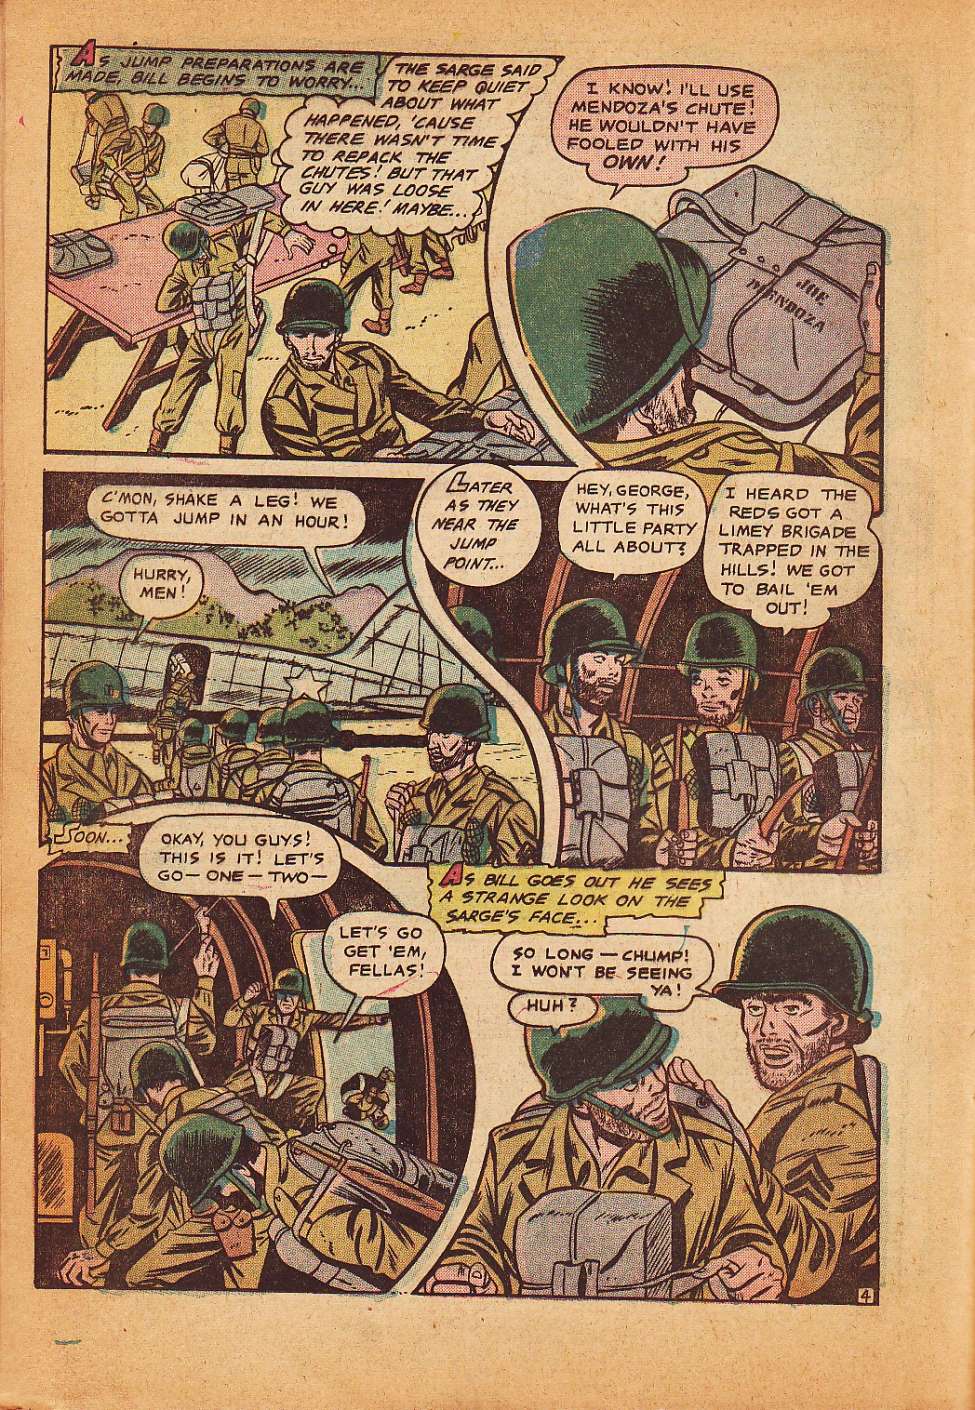 AS JUMP PREPARATIONS ARE
MADE, BILL BEGINS TO WORRY...
THE SARGE SAID
TO KEEP QUIET
ABOUT WHAT
HAPPENED, 'CAUSE
THERE WASN'T TIME
TO REPACK THE
CHUTES! BUT THAT
GUY WAS LOOSE
IN HERE! MAYBE...
I KNOW! I'LL USE
MENDOZA'S CHUTE!
HE WOULDN'T HAVE
FOOLED WITH HIS
OWN!
JOE
MENDOZA
C'MON, SHAKE A LEG! WE
GOTTA JUMP IN AN HOUR!
HURRY,
MEN!
LATER
AS THEY
NEAR THE
JUMP
POINT...
HEY, GEORGE,
WHAT'S THIS
LITTLE PARTY
ALL ABOUT?
I HEARD THE
REDS GOT A
LIMEY BRIGADE
TRAPPED IN THE
HILLS! WE GOT
TO BAIL 'EM
OUT!
SOON...
OKAY, YOU GUYS!
THIS IS IT! LET'S
GO—ONE—TWO—
LET'S GO
GET 'EM,
FELLAS!
AS BILL GOES OUT HE SEES
A STRANGE LOOK ON THE
SARGE'S FACE...
SO LONG—CHUMP!
I WON'T BE SEEING
YA!
HUH?
4